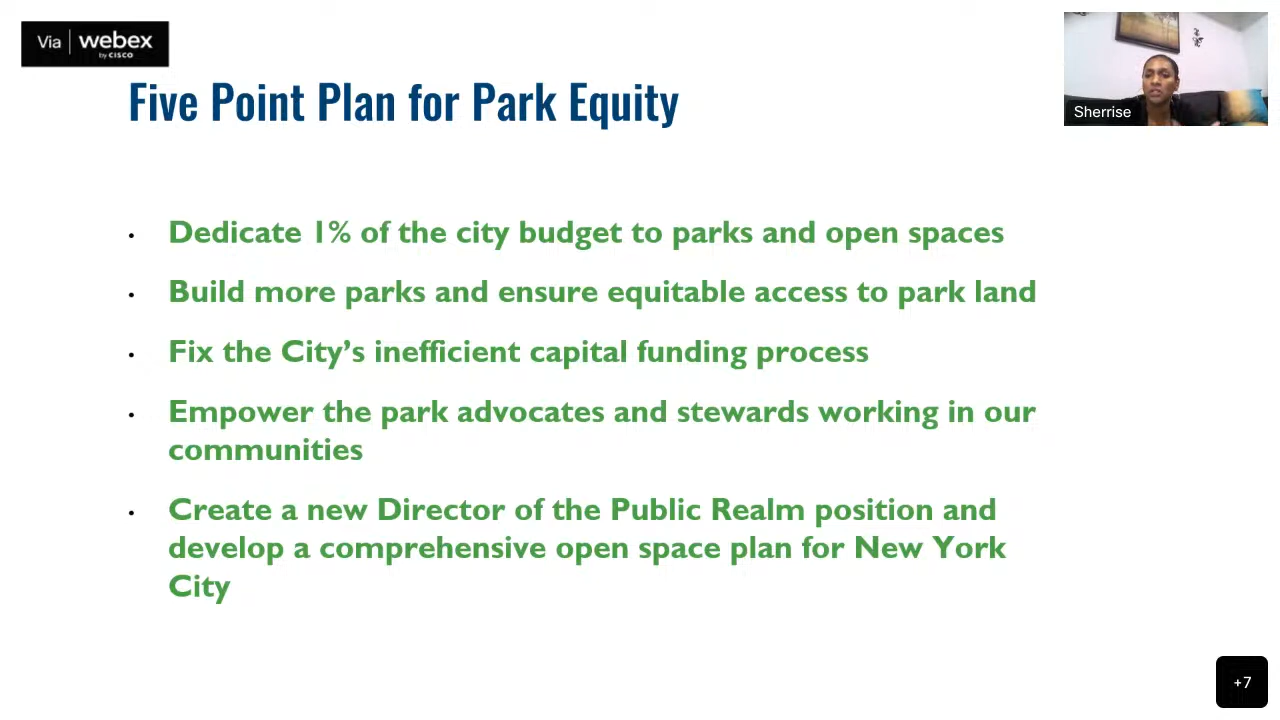 Via | webex
by CISCO
Sherrise
Five Point Plan for Park Equity
• Dedicate 1% of the city budget to parks and open spaces
• Build more parks and ensure equitable access to park land
• Fix the City’s inefficient capital funding process
• Empower the park advocates and stewards working in our
communities
• Create a new Director of the Public Realm position and
develop a comprehensive open space plan for New York
City
+7